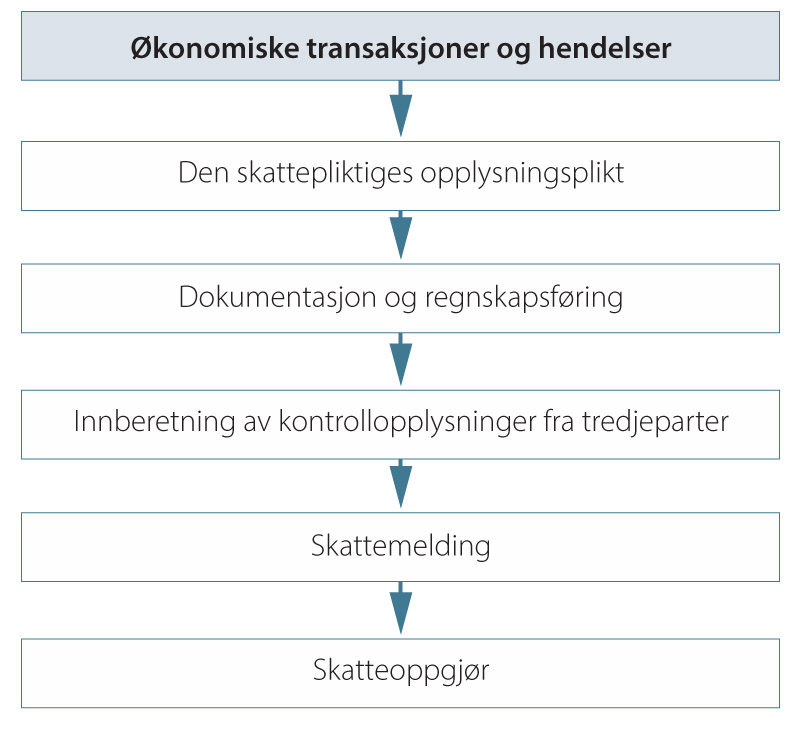 Økonomiske transaksjoner og hendelser
Den skattepliktiges opplysningsplikt
Dokumentasjon og regnskapsføring
Innberetning av kontrollopplysninger fra tredjeparter
Skattemelding
Skatteoppgjør